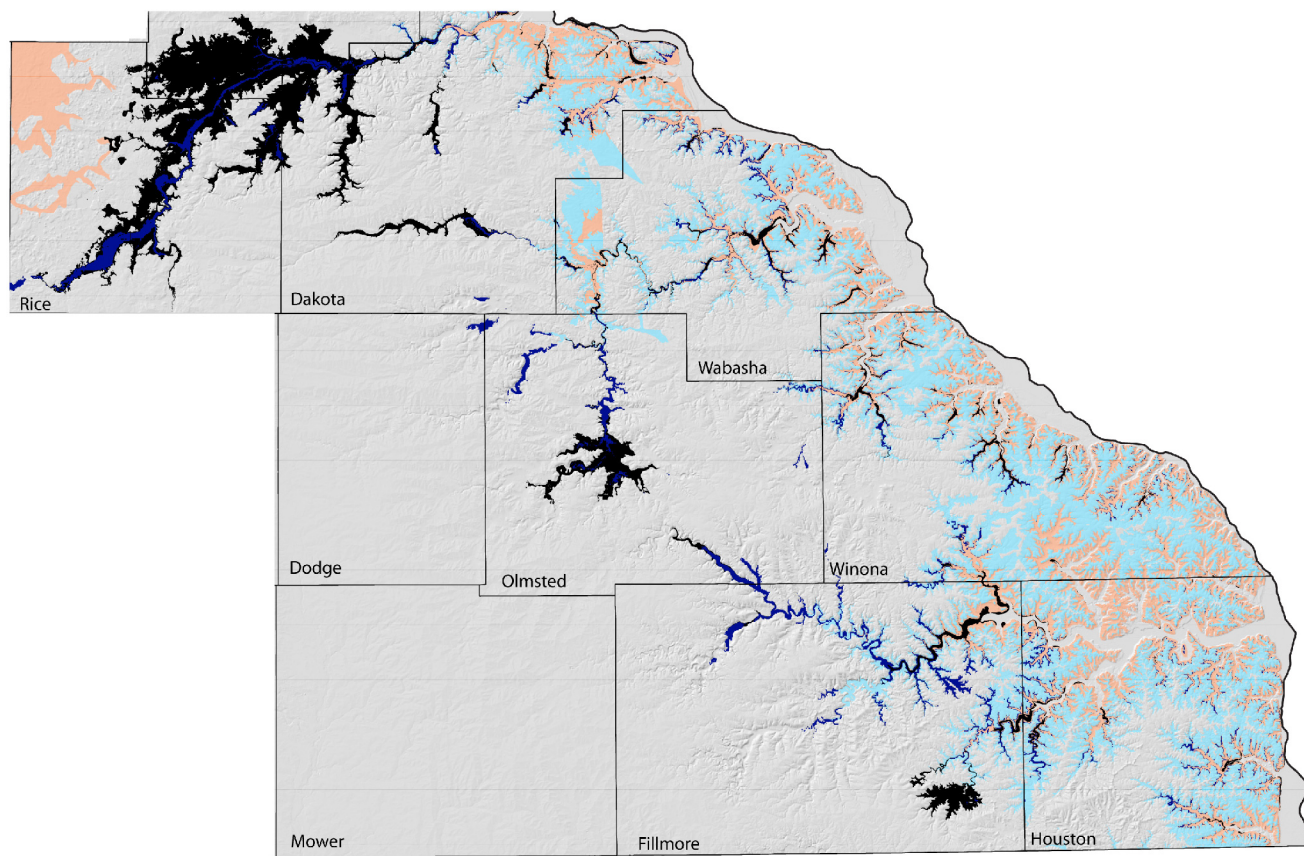 Rice
Dakota
Wabasha
Dodge
Olmsted
Winona
Mower
Fillmore
Houston